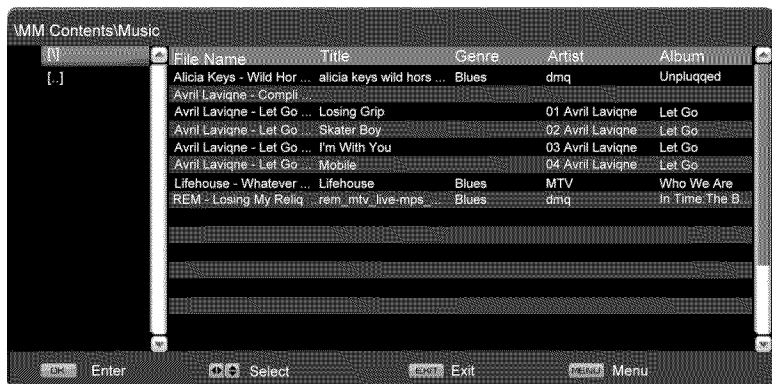 \MM Contents\Music
[\]
[..]
File Name Title Genre Artist Album
Alicia Keys - Wild Hor ... alicia keys wild hors ... Blues dmq Unpluqqed
Avril Laviqne - Compli ...
Avril Laviqne - Let Go ... Losing Grip 01 Avril Laviqne Let Go
Avril Laviqne - Let Go ... Skater Boy 02 Avril Laviqne Let Go
Avril Laviqne - Let Go ... I'm With You 03 Avril Laviqne Let Go
Avril Laviqne - Let Go ... Mobile 04 Avril Laviqne Let Go
Lifehouse - Whatever ... Lifehouse Blues MTV Who We Are
REM - Losing My Reliq ... rem_mtv_live-mps_ ... Blues dmq In Time:The B...
OK Enter Select EXIT Exit MENU Menu